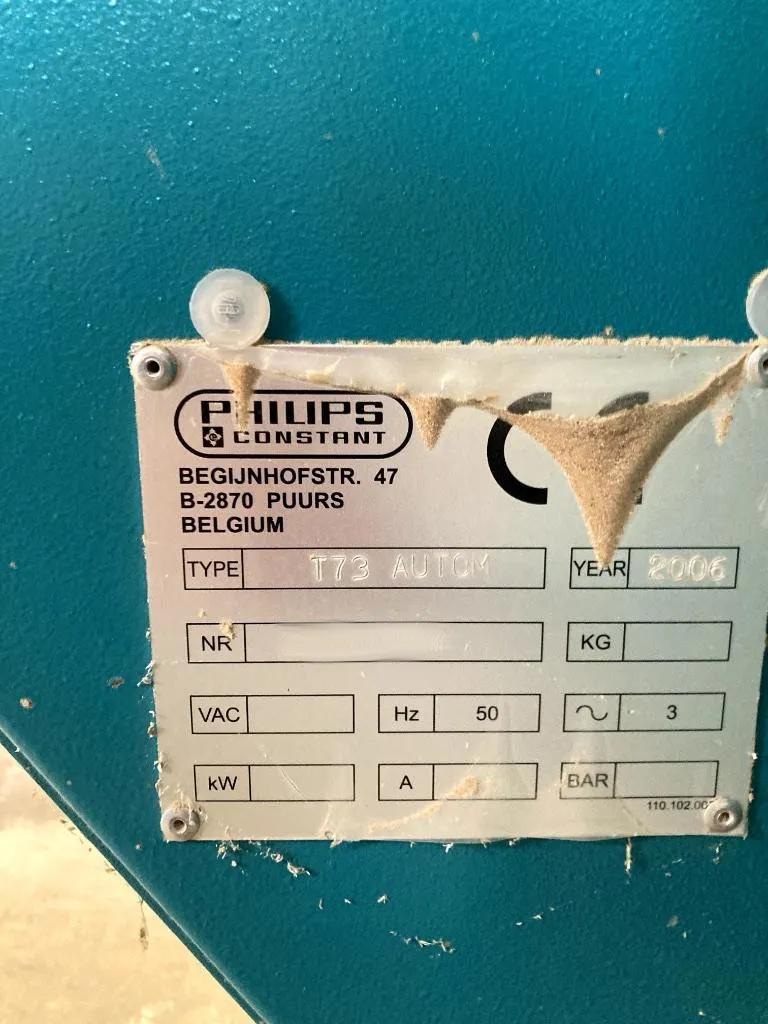 PHILIPS
CONSTANT
CE
BEGIJNHOFSTR. 47
B-2870 PUURS
BELGIUM
TYPE T73 AUTOM YEAR 2006
NR KG
VAC Hz 50 ~ 3
kW A BAR